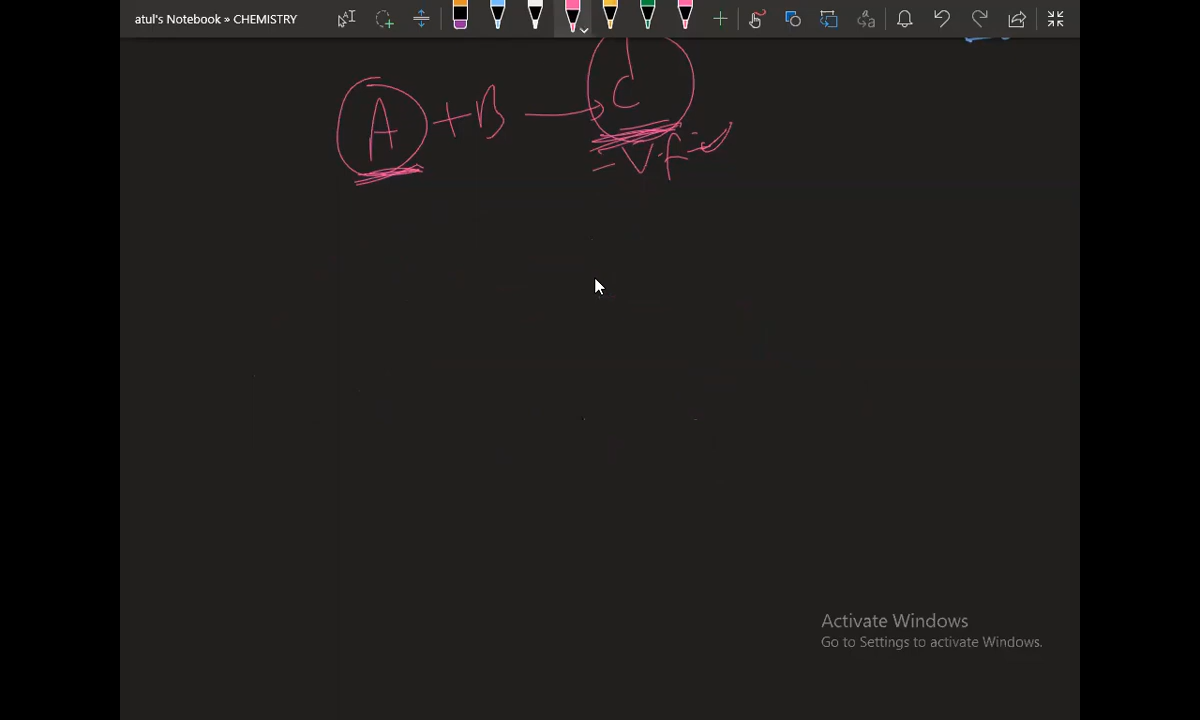 atul's Notebook » CHEMISTRY
A + B → C
= V.f
Activate Windows
Go to Settings to activate Windows.